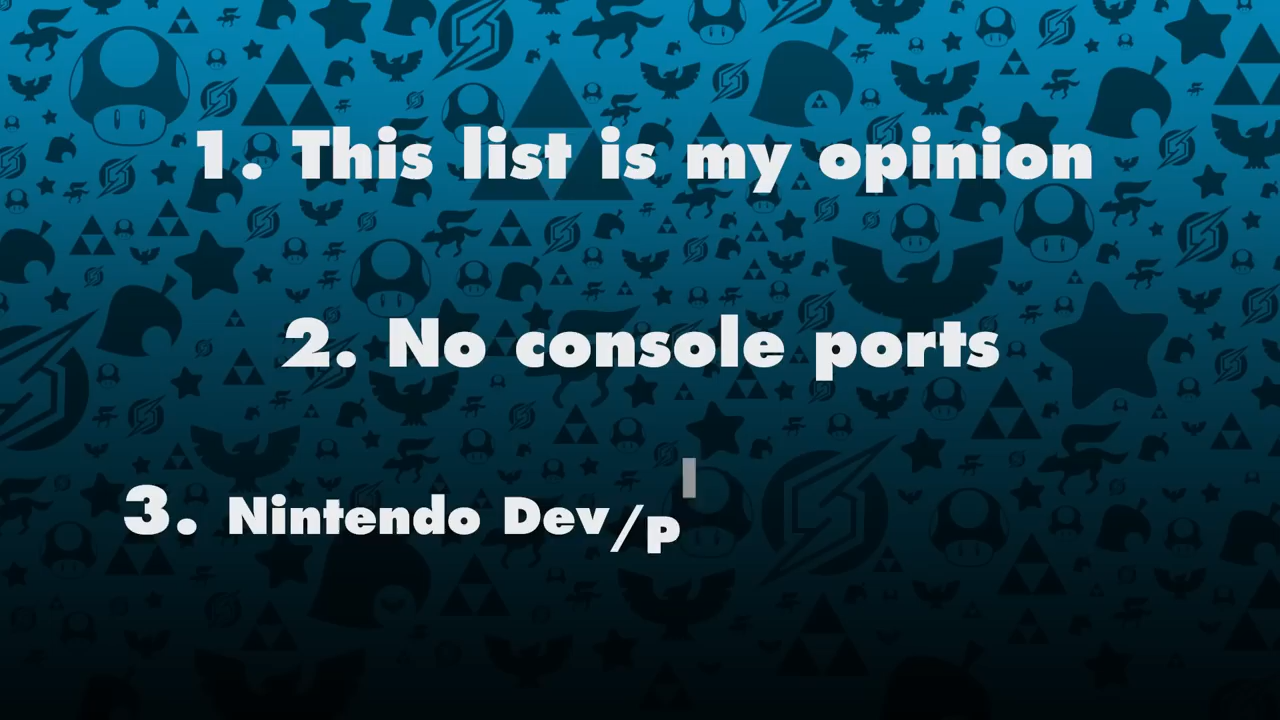 1. This list is my opinion
2. No console ports
3. Nintendo Dev/P